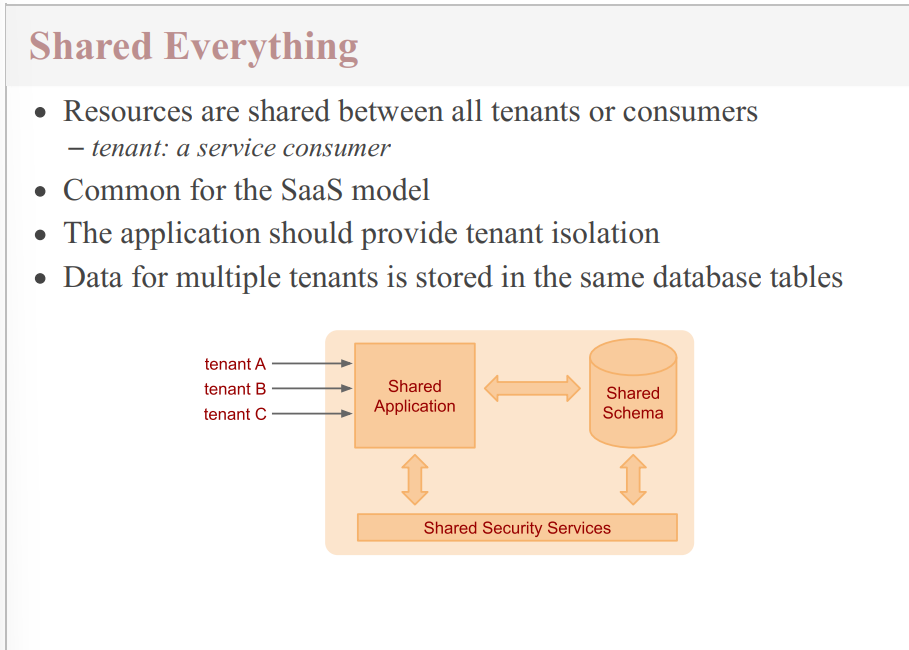 Shared Everything
• Resources are shared between all tenants or consumers
– tenant: a service consumer
• Common for the SaaS model
• The application should provide tenant isolation
• Data for multiple tenants is stored in the same database tables
tenant A
tenant B
tenant C
Shared
Application
Shared
Schema
Shared Security Services